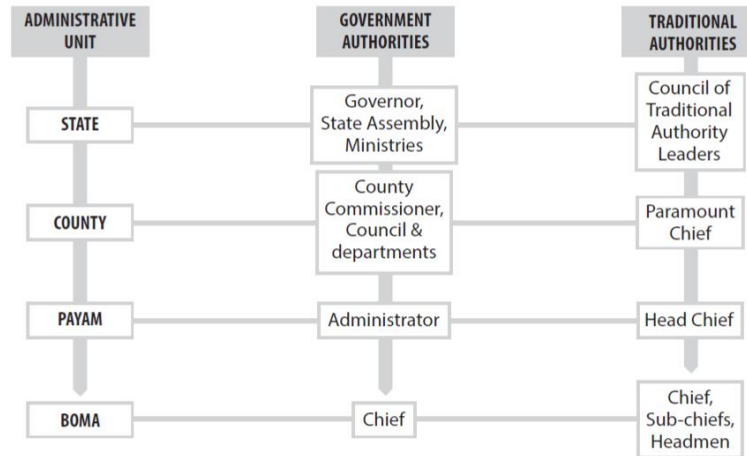 ADMINISTRATIVE
UNIT
GOVERNMENT
AUTHORITIES
TRADITIONAL
AUTHORITIES
STATE
Governor,
State Assembly,
Ministries
Council of
Traditional
Authority
Leaders
COUNTY
County
Commissioner,
Council &
departments
Paramount
Chief
PAYAM
Administrator
Head Chief
BOMA
Chief
Chief,
Sub-chiefs,
Headmen